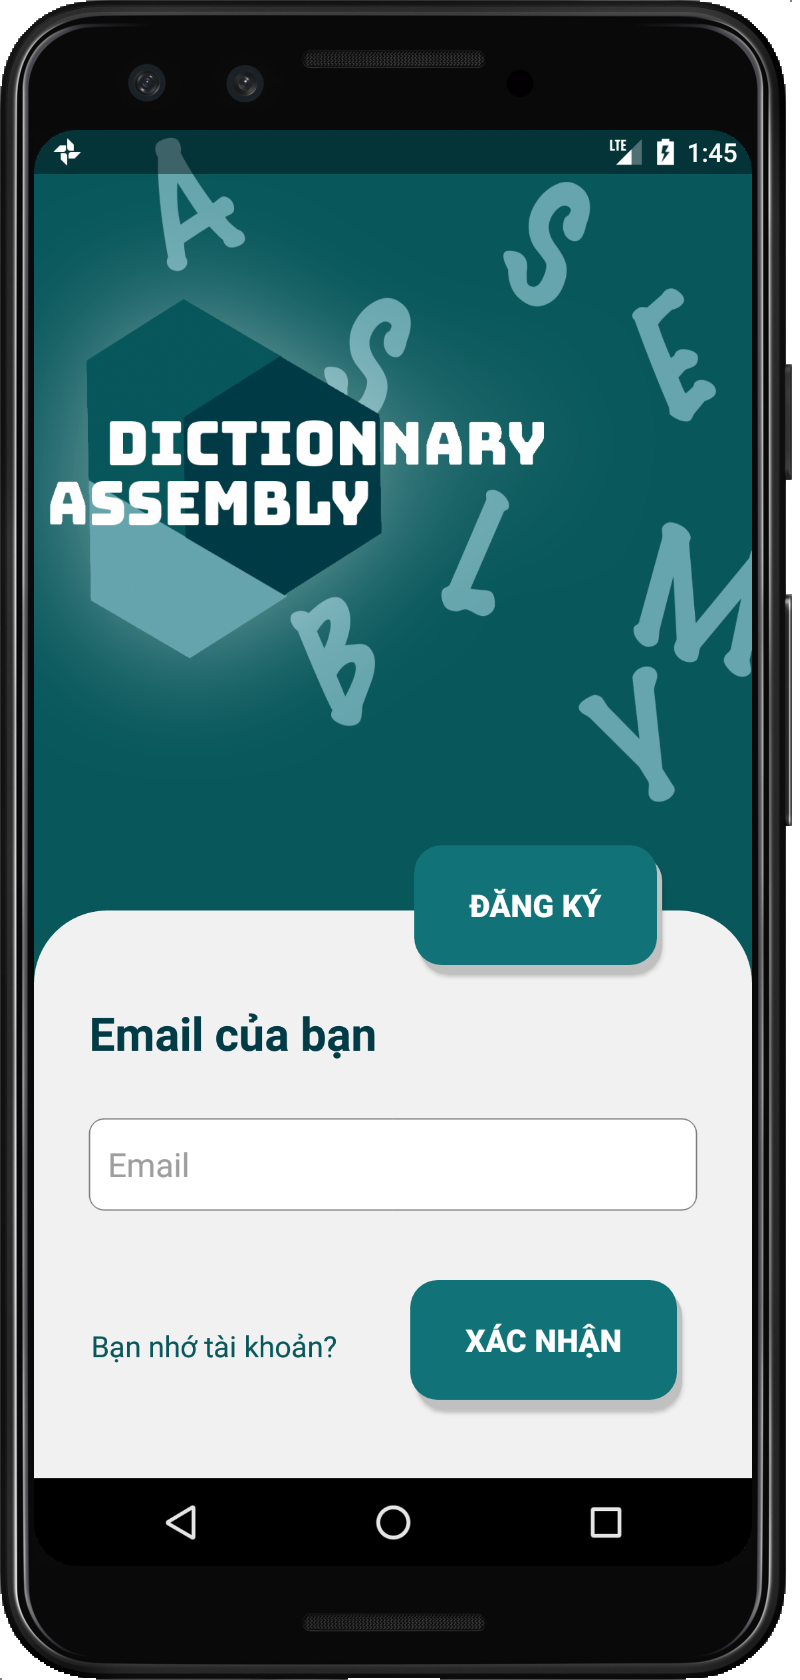 LTE 1:45
A
S
S
E
DICTIONNARY
ASSEMBLY
L
M
B
Y
ĐĂNG KÝ
Email của bạn
Email
Bạn nhớ tài khoản?
XÁC NHẬN